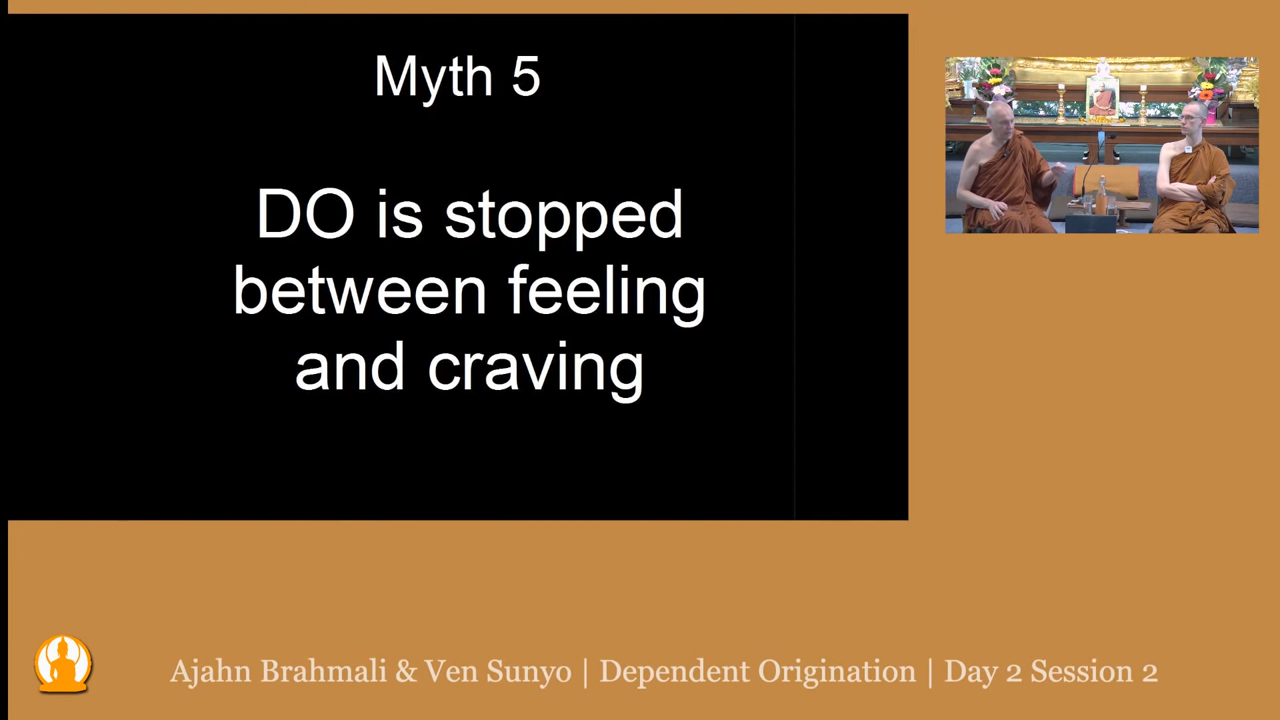 Myth 5
DO is stopped
between feeling
and craving
Ajahn Brahmali & Ven Sunyo | Dependent Origination | Day 2 Session 2